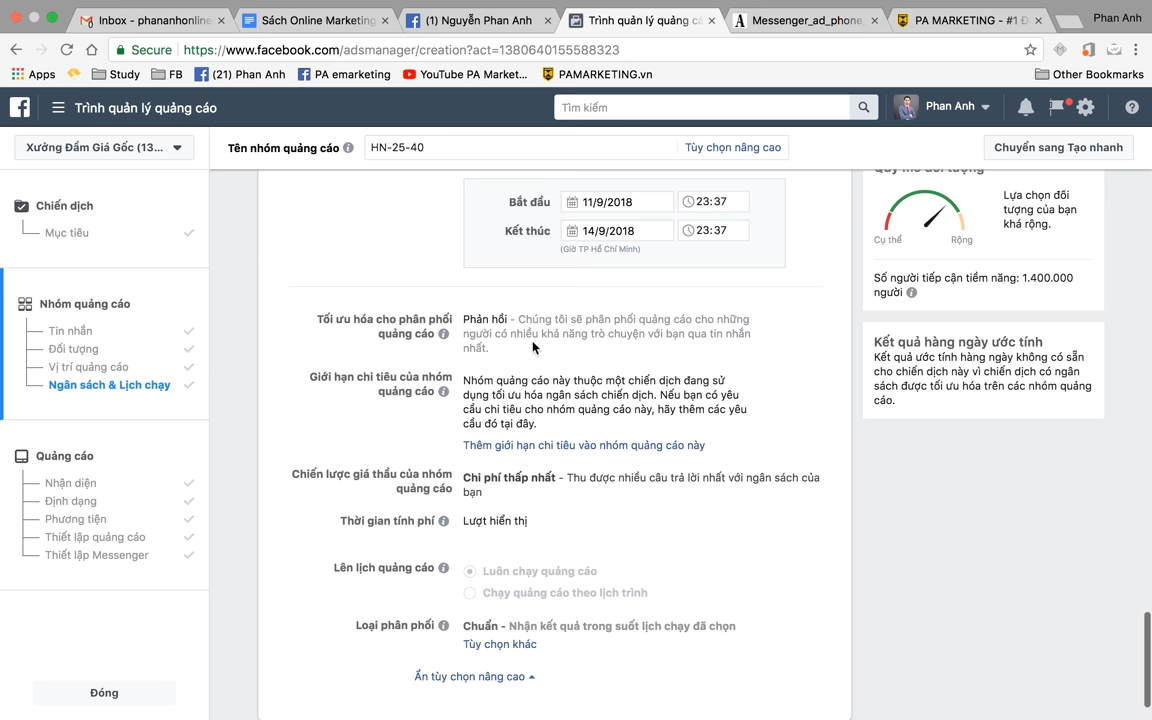 Inbox - phananhonline
Sách Online Marketing
(1) Nguyễn Phan Anh
Trình quản lý quảng c
Messenger_ad_phone_
PA MARKETING - #1 Đ
Phan Anh
Secure
https://www.facebook.com/adsmanager/creation?act=1380640155588323
Apps
Study
FB
(21) Phan Anh
PA emarketing
YouTube PA Market...
PAMARKETING.vn
Other Bookmarks
Trình quản lý quảng cáo
Tìm kiếm
Phan Anh
Xưởng Đầm Giá Gốc (13...
Tên nhóm quảng cáo
HN-25-40
Tùy chọn nâng cao
Chuyển sang Tạo nhanh
Chiến dịch
Mục tiêu
Nhóm quảng cáo
Tin nhắn
Đối tượng
Vị trí quảng cáo
Ngân sách & Lịch chạy
Quảng cáo
Nhận diện
Định dạng
Phương tiện
Thiết lập quảng cáo
Thiết lập Messenger
Đóng
Bắt đầu
11/9/2018
23:37
Kết thúc
14/9/2018
23:37
(Giờ TP Hồ Chí Minh)
Tối ưu hóa cho phân phối
quảng cáo
Phản hồi - Chúng tôi sẽ phân phối quảng cáo cho những
người có nhiều khả năng trò chuyện với bạn qua tin nhắn
nhất.
Giới hạn chi tiêu của nhóm
quảng cáo
Nhóm quảng cáo này thuộc một chiến dịch đang sử
dụng tối ưu hóa ngân sách chiến dịch. Nếu bạn có yêu
cầu chi tiêu cho nhóm quảng cáo này, hãy thêm các yêu
cầu đó tại đây.
Thêm giới hạn chi tiêu vào nhóm quảng cáo này
Chiến lược giá thầu của nhóm
quảng cáo
Chi phí thấp nhất - Thu được nhiều câu trả lời nhất với ngân sách của
bạn
Thời gian tính phí
Lượt hiển thị
Lên lịch quảng cáo
Luôn chạy quảng cáo
Chạy quảng cáo theo lịch trình
Loại phân phối
Chuẩn - Nhận kết quả trong suốt lịch chạy đã chọn
Tùy chọn khác
Ẩn tùy chọn nâng cao
Quy mô đối tượng
Cụ thể
Rộng
Lựa chọn đối
tượng của bạn
khá rộng.
Số người tiếp cận tiềm năng: 1.400.000
người
Kết quả hàng ngày ước tính
Kết quả ước tính hàng ngày không có sẵn
cho chiến dịch này vì chiến dịch có ngân
sách được tối ưu hóa trên các nhóm quảng
cáo.